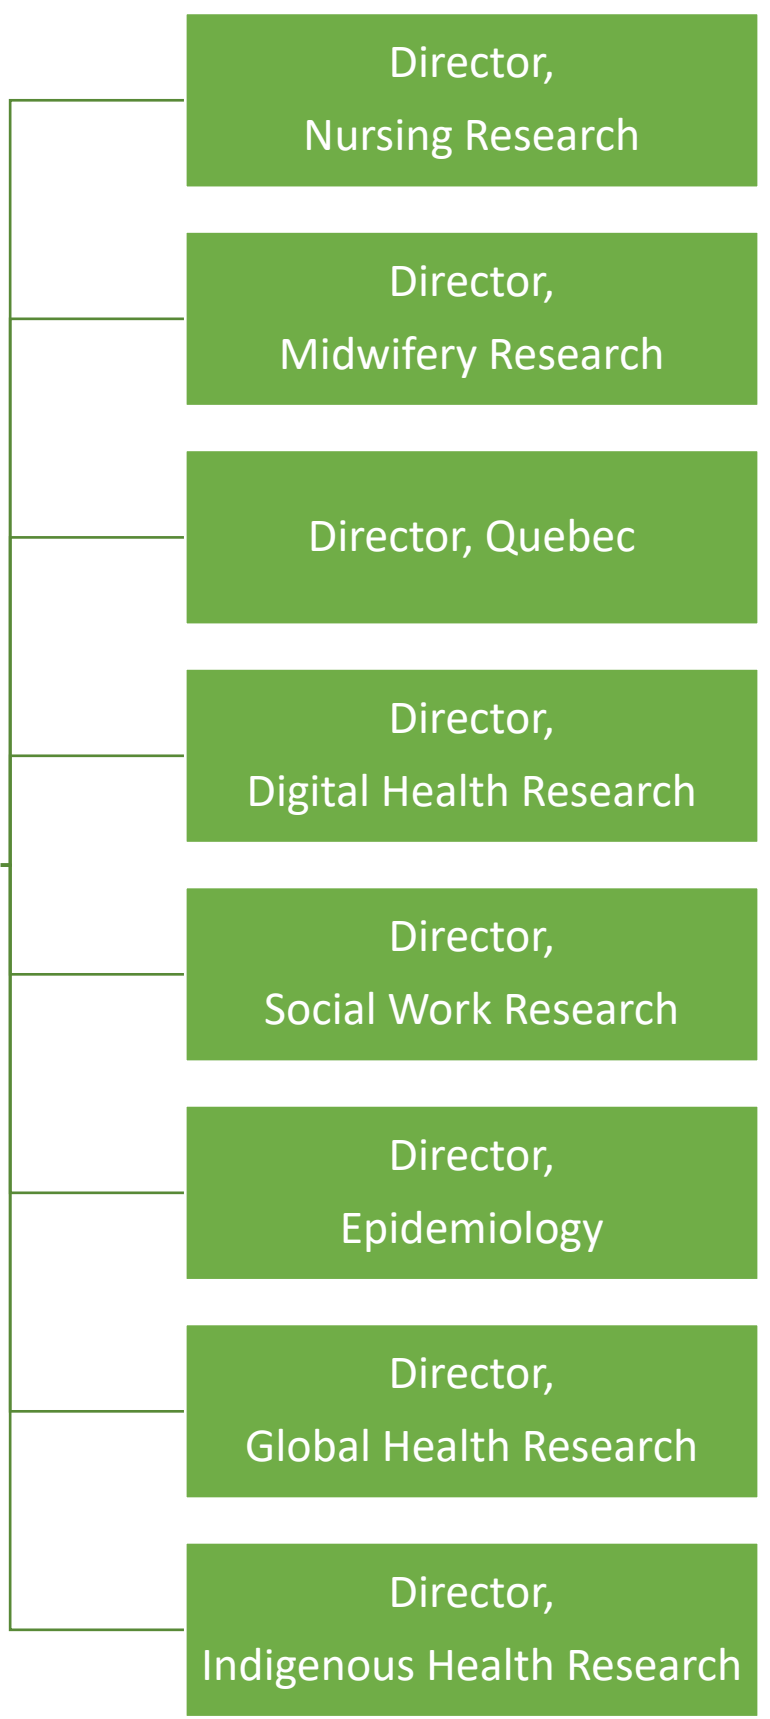 Director,
Nursing Research
Director,
Midwifery Research
Director, Quebec
Director,
Digital Health Research
Director,
Social Work Research
Director,
Epidemiology
Director,
Global Health Research
Director,
Indigenous Health Research